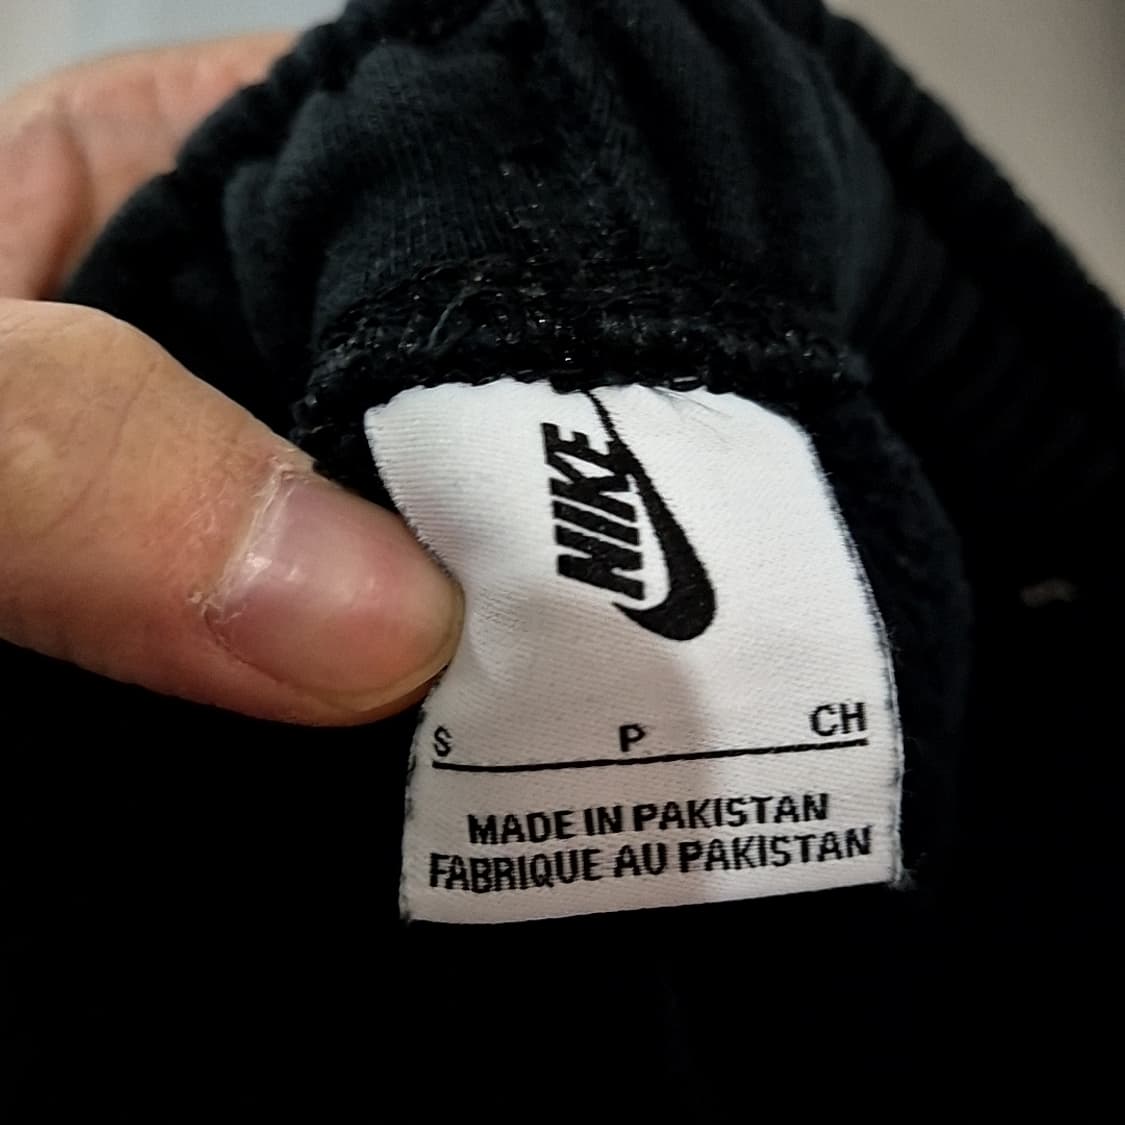 NIKE
S P CH
MADE IN PAKISTAN
FABRIQUE AU PAKISTAN